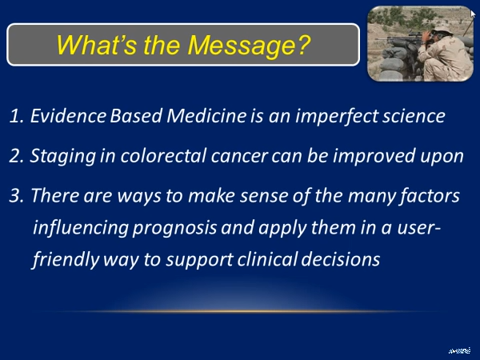 What's the Message?
1. Evidence Based Medicine is an imperfect science
2. Staging in colorectal cancer can be improved upon
3. There are ways to make sense of the many factors
influencing prognosis and apply them in a user-
friendly way to support clinical decisions